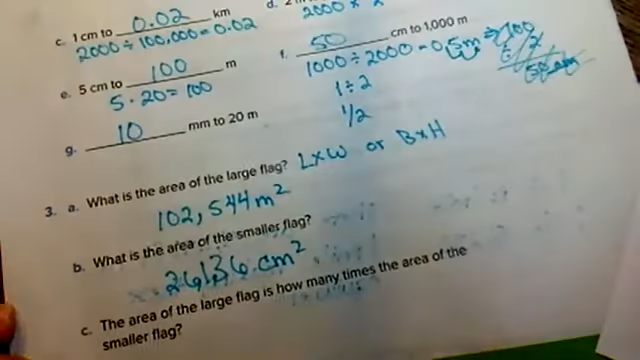 c. 1 cm to 0.02 km
2000 ÷ 100,000 = 0.02
d.
2000 x
e. 5 cm to 100 m
5 · 20 = 100
f. 50 cm to 1,000 m
1000 ÷ 2000 = 0.5m
1 ÷ 2
1/2
g. 10 mm to 20 m
3. a. What is the area of the large flag? LxW or BxH
102,544 m²
b. What is the area of the smaller flag?
26,136 cm²
c. The area of the large flag is how many times the area of the
smaller flag?